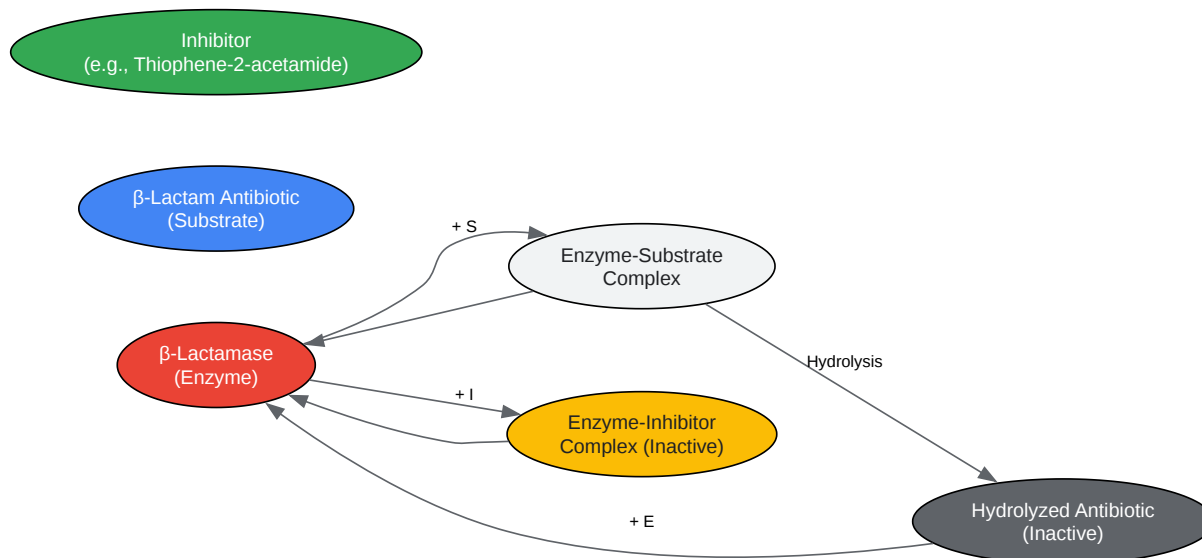 Inhibitor
(e.g., Thiophene-2-acetamide)
β-Lactam Antibiotic
(Substrate)
+ S
Enzyme-Substrate
Complex
β-Lactamase
(Enzyme)
Hydrolysis
+ I
Enzyme-Inhibitor
Complex (Inactive)
Hydrolyzed Antibiotic
(Inactive)
+ E